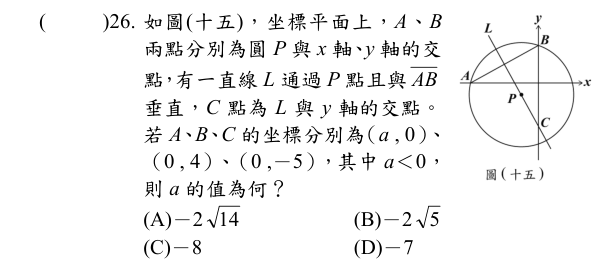 (　　)26. 如圖(十五)，坐標平面上，A、B
兩點分別為圓 P 與 x 軸、y 軸的交
點，有一直線 L 通過 P 點且與 $\overline{AB}$
垂直，C 點為 L 與 y 軸的交點。
若 A、B、C 的坐標分別為(a , 0)、
(0 , 4)、(0 ,－5)，其中 a＜0，
則 a 的值為何？
(A)－2√14 (B)－2√5
(C)－8 (D)－7
L
y
B
A
x
P
C
圖(十五)